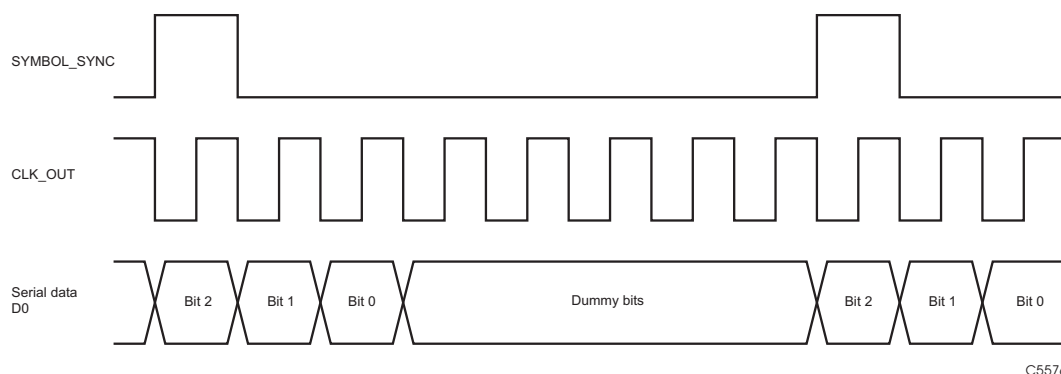 SYMBOL_SYNC
CLK_OUT
Serial data
D0
Bit 2 Bit 1 Bit 0 Dummy bits Bit 2 Bit 1 Bit 0